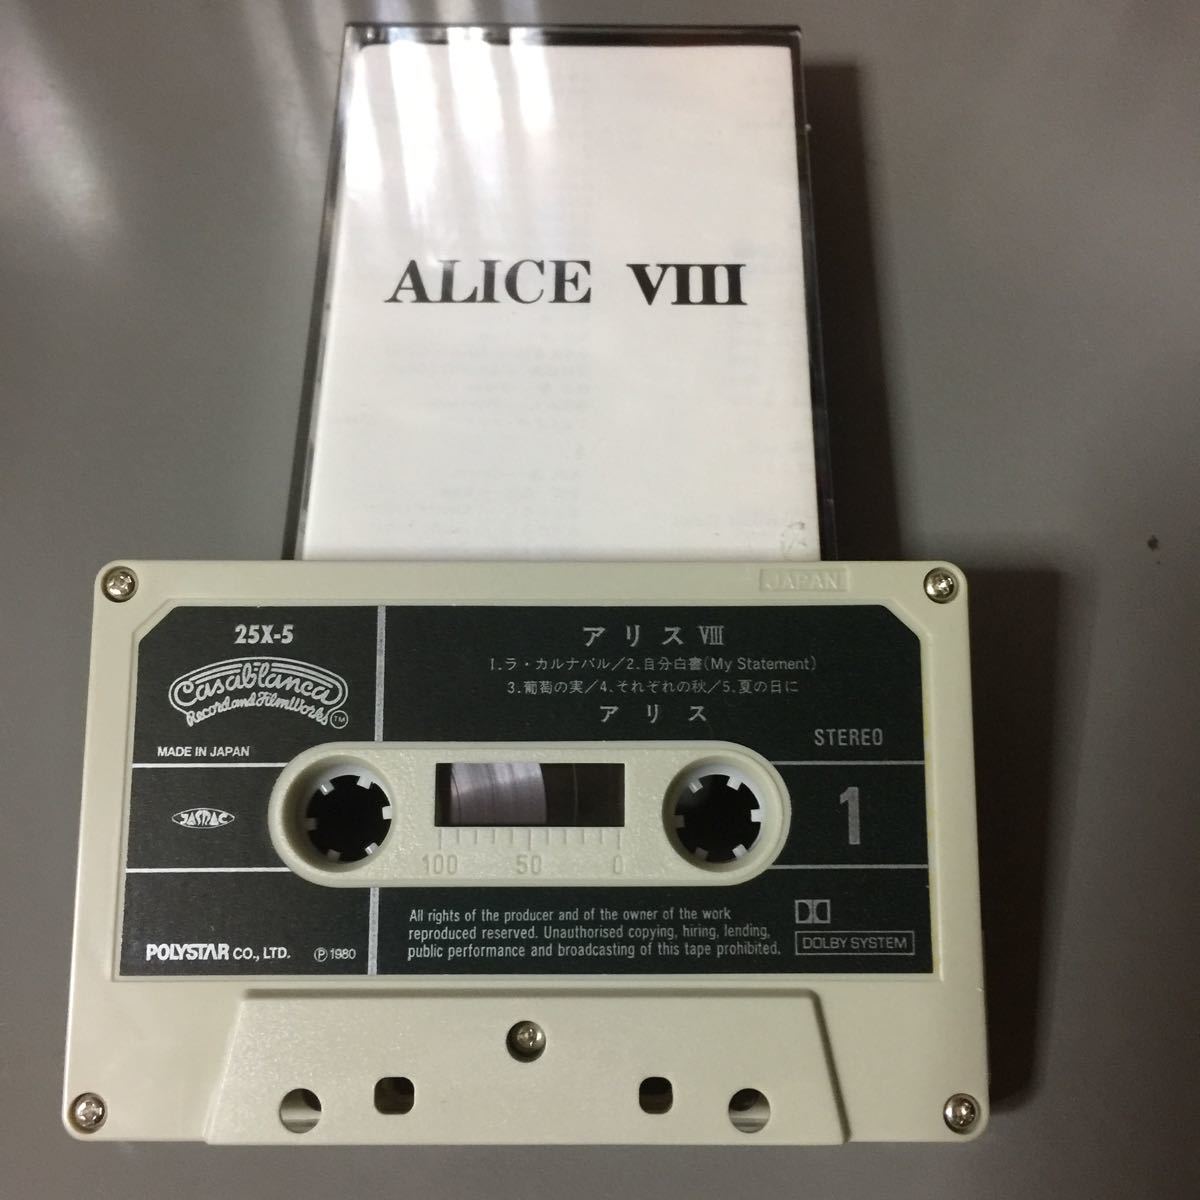 ALICE VIII
JAPAN
25X-5
Casablanca
Record and FilmWorks TM
MADE IN JAPAN
JASRAC
POLYSTAR CO., LTD. Ⓟ1980
アリス Ⅷ
1.ラ・カルナバル／2.自分白書(My Statement)
3.葡萄の実／4.それぞれの秋／5.夏の日に
アリス
STEREO
1
100 50 0
All rights of the producer and of the owner of the work
reproduced reserved. Unauthorised copying, hiring, lending,
public performance and broadcasting of this tape prohibited.
DOLBY SYSTEM